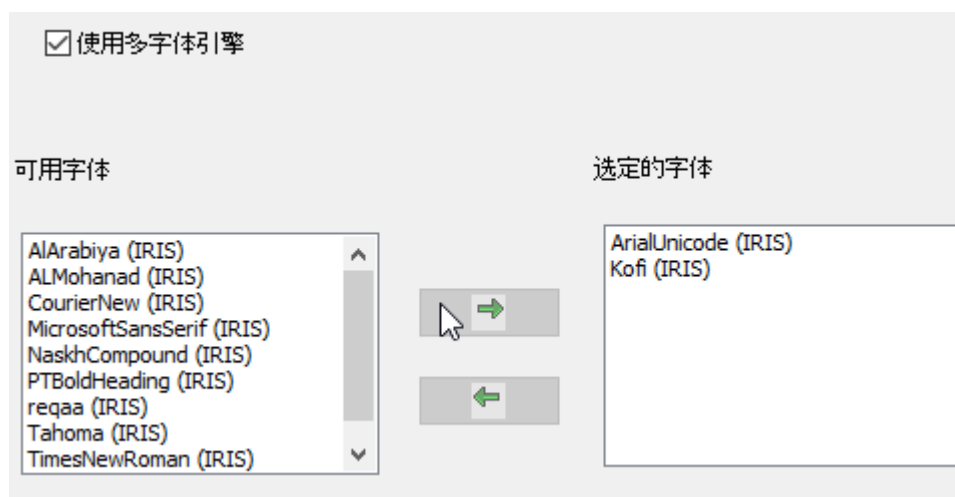 使用多字体引擎
可用字体
选定的字体
AlArabiya (IRIS)
ALMohanad (IRIS)
CourierNew (IRIS)
MicrosoftSansSerif (IRIS)
NaskhCompound (IRIS)
PTBoldHeading (IRIS)
reqaa (IRIS)
Tahoma (IRIS)
TimesNewRoman (IRIS)
ArialUnicode (IRIS)
Kofi (IRIS)